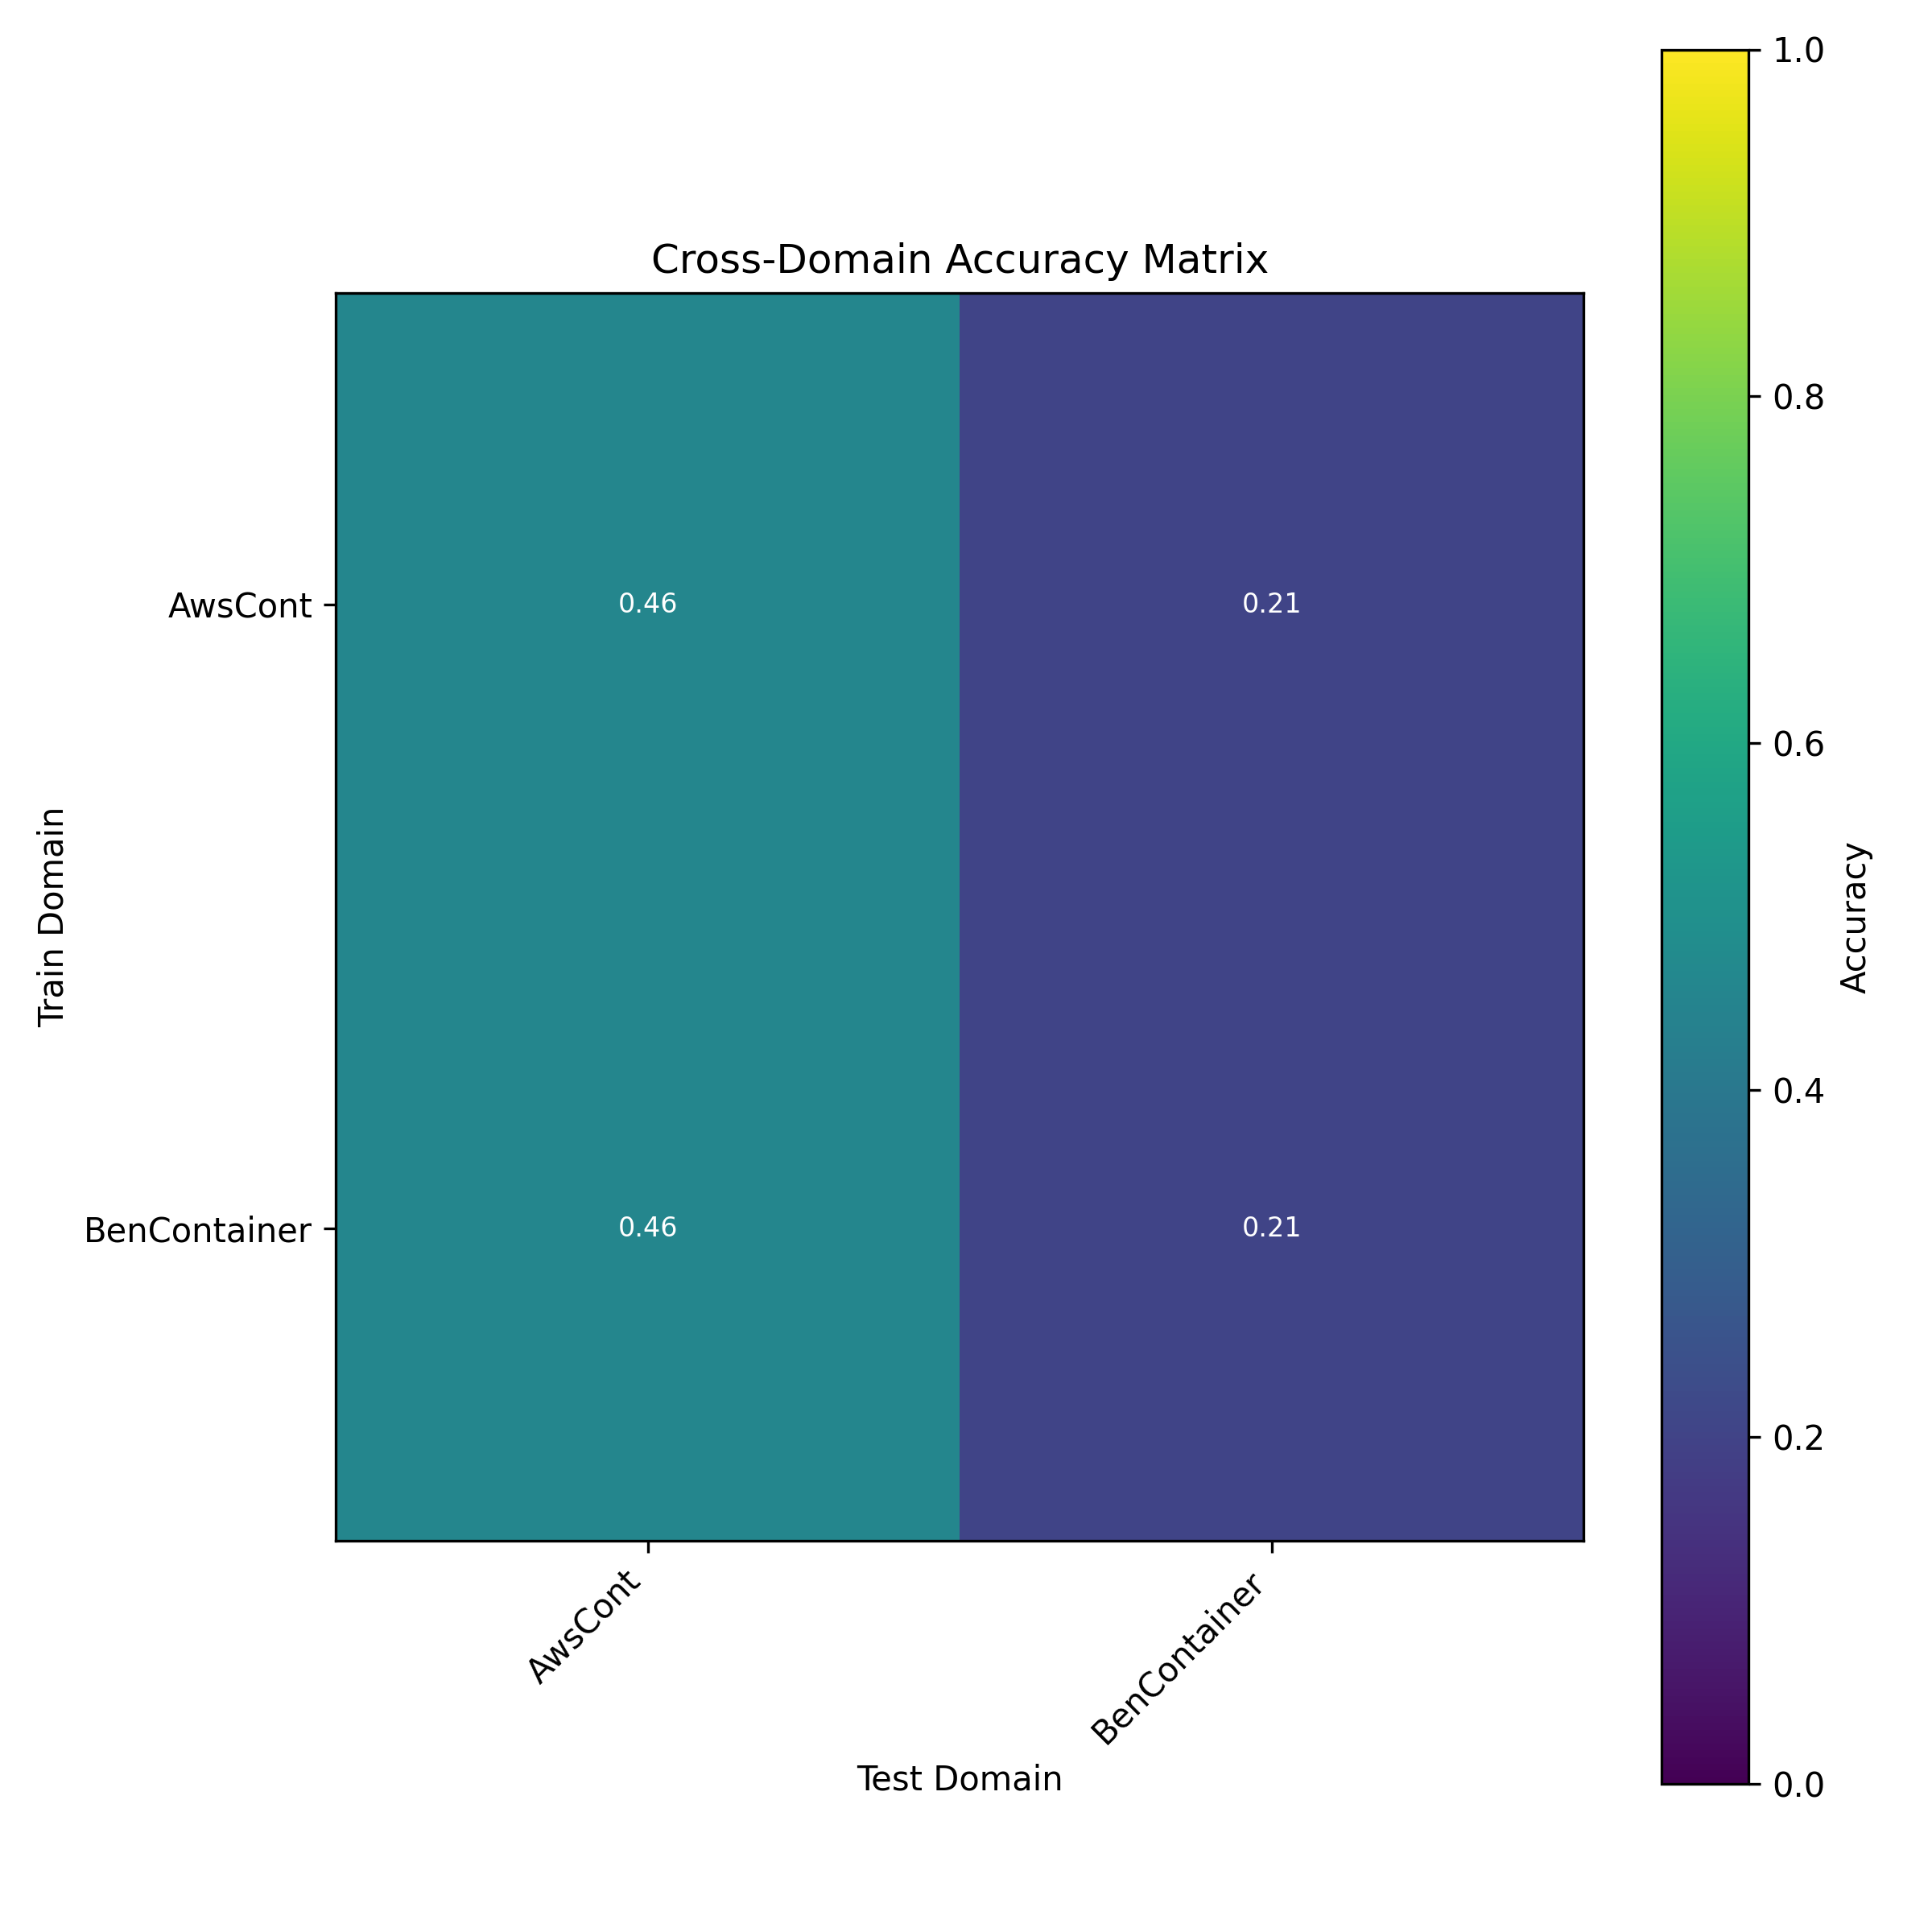 Cross-Domain Accuracy Matrix
Train Domain
AwsCont
BenContainer
0.46
0.21
0.46
0.21
AwsCont
BenContainer
Test Domain
1.0
0.8
0.6
0.4
0.2
0.0
Accuracy